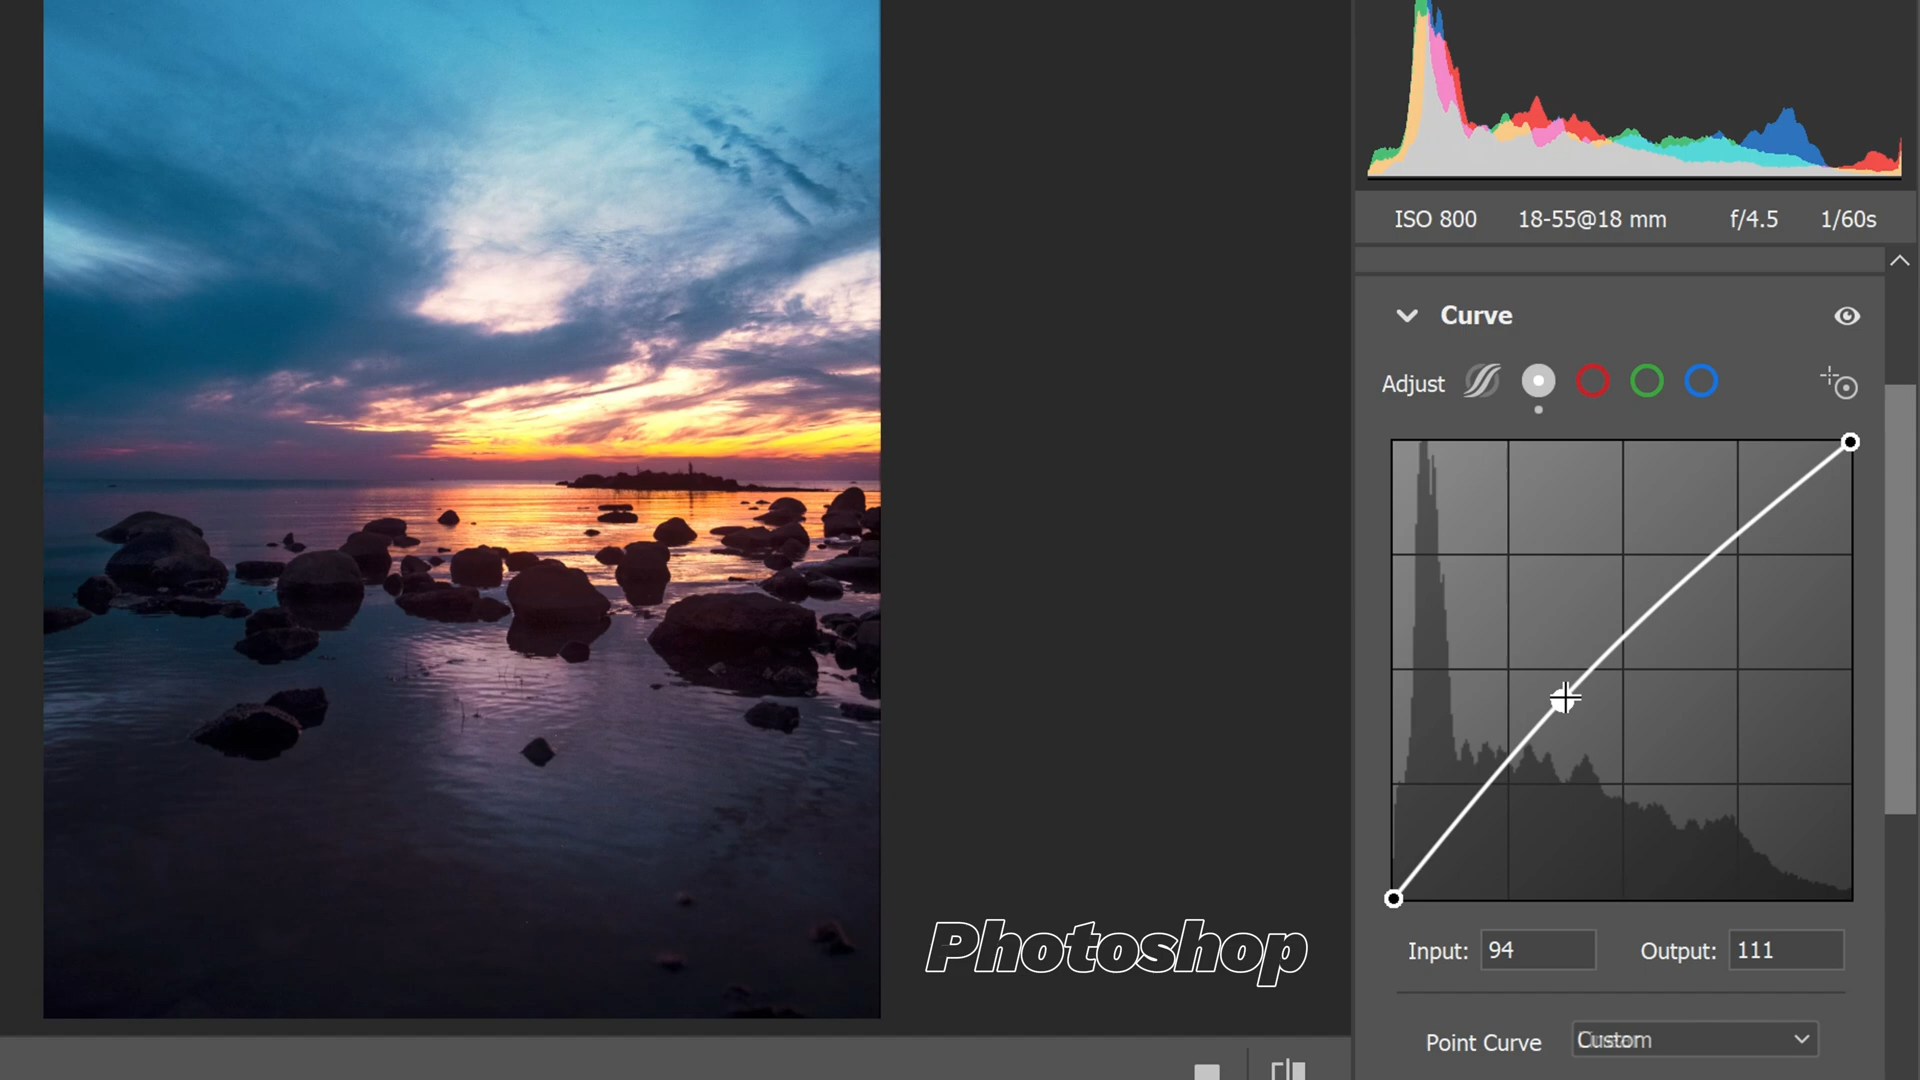 ISO 800 18-55@18 mm f/4.5 1/60s
Curve
Adjust
Input: 94 Output: 111
Photoshop
Point Curve Custom